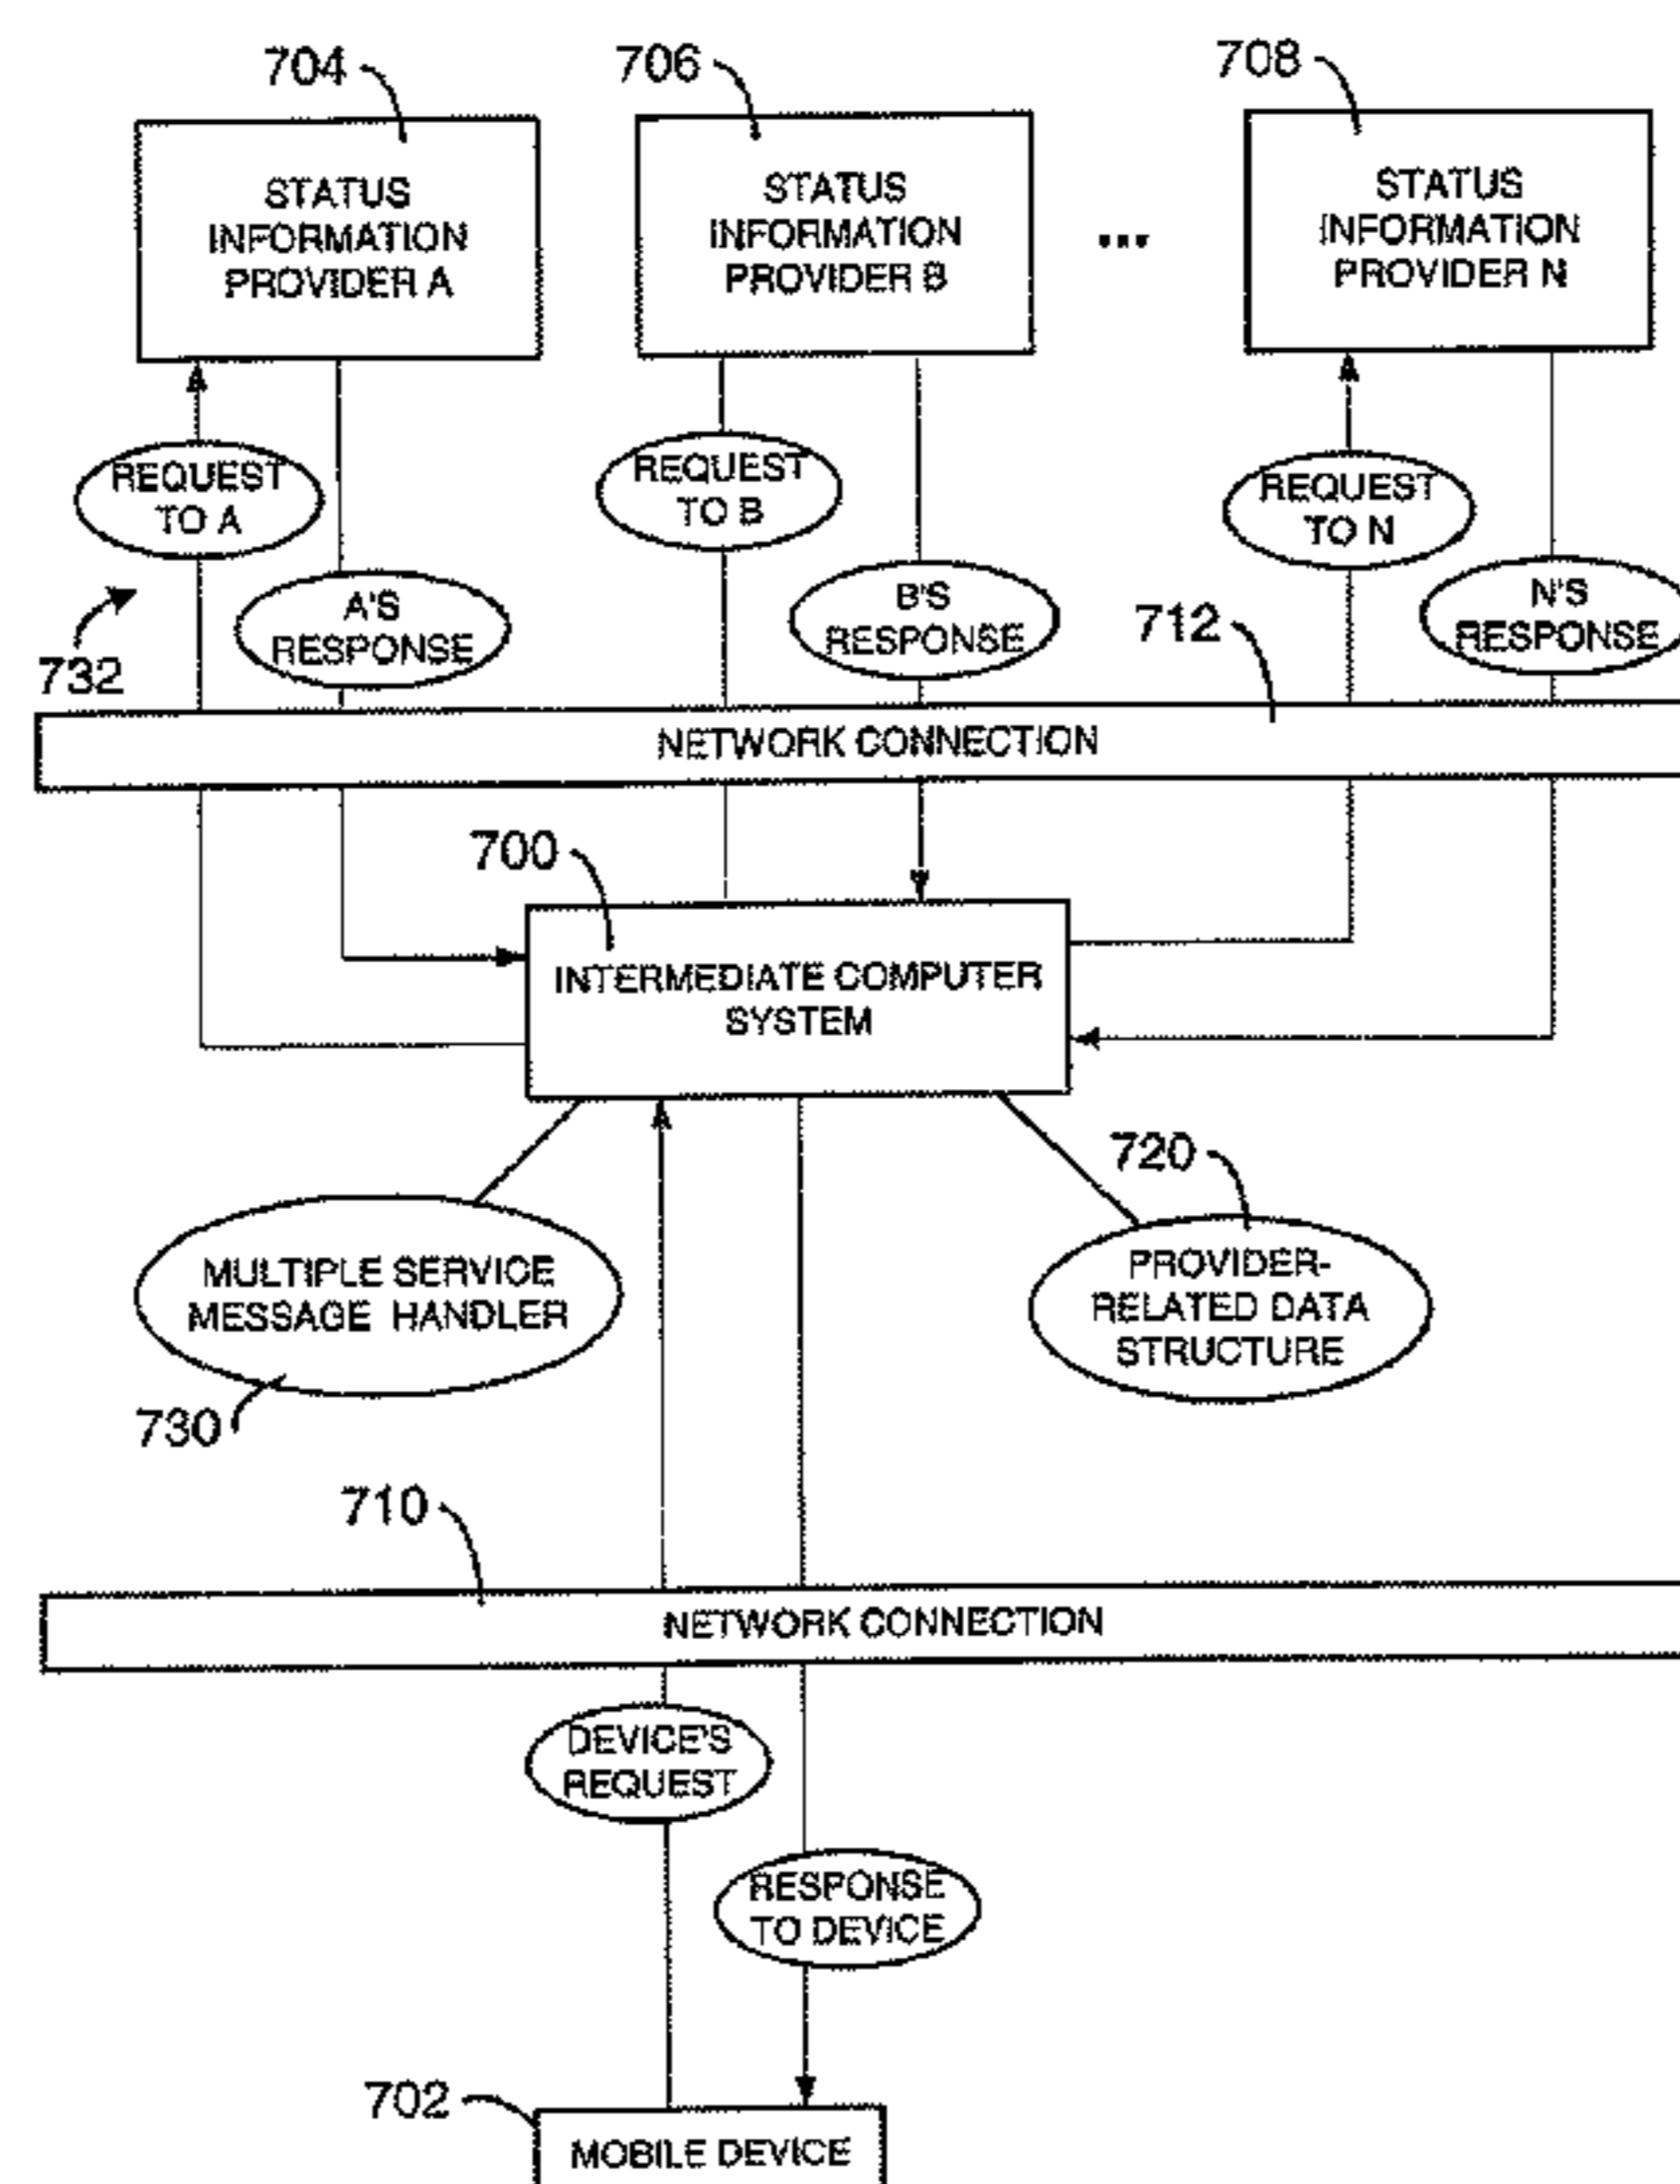 704
706
708
STATUS
INFORMATION
PROVIDER A
STATUS
INFORMATION
PROVIDER B
...
STATUS
INFORMATION
PROVIDER N
REQUEST
TO A
REQUEST
TO B
REQUEST
TO N
A'S
RESPONSE
B'S
RESPONSE
N'S
RESPONSE
712
732
NETWORK CONNECTION
700
INTERMEDIATE COMPUTER
SYSTEM
720
MULTIPLE SERVICE
MESSAGE HANDLER
PROVIDER-
RELATED DATA
STRUCTURE
730
710
NETWORK CONNECTION
DEVICE'S
REQUEST
RESPONSE
TO DEVICE
702
MOBILE DEVICE